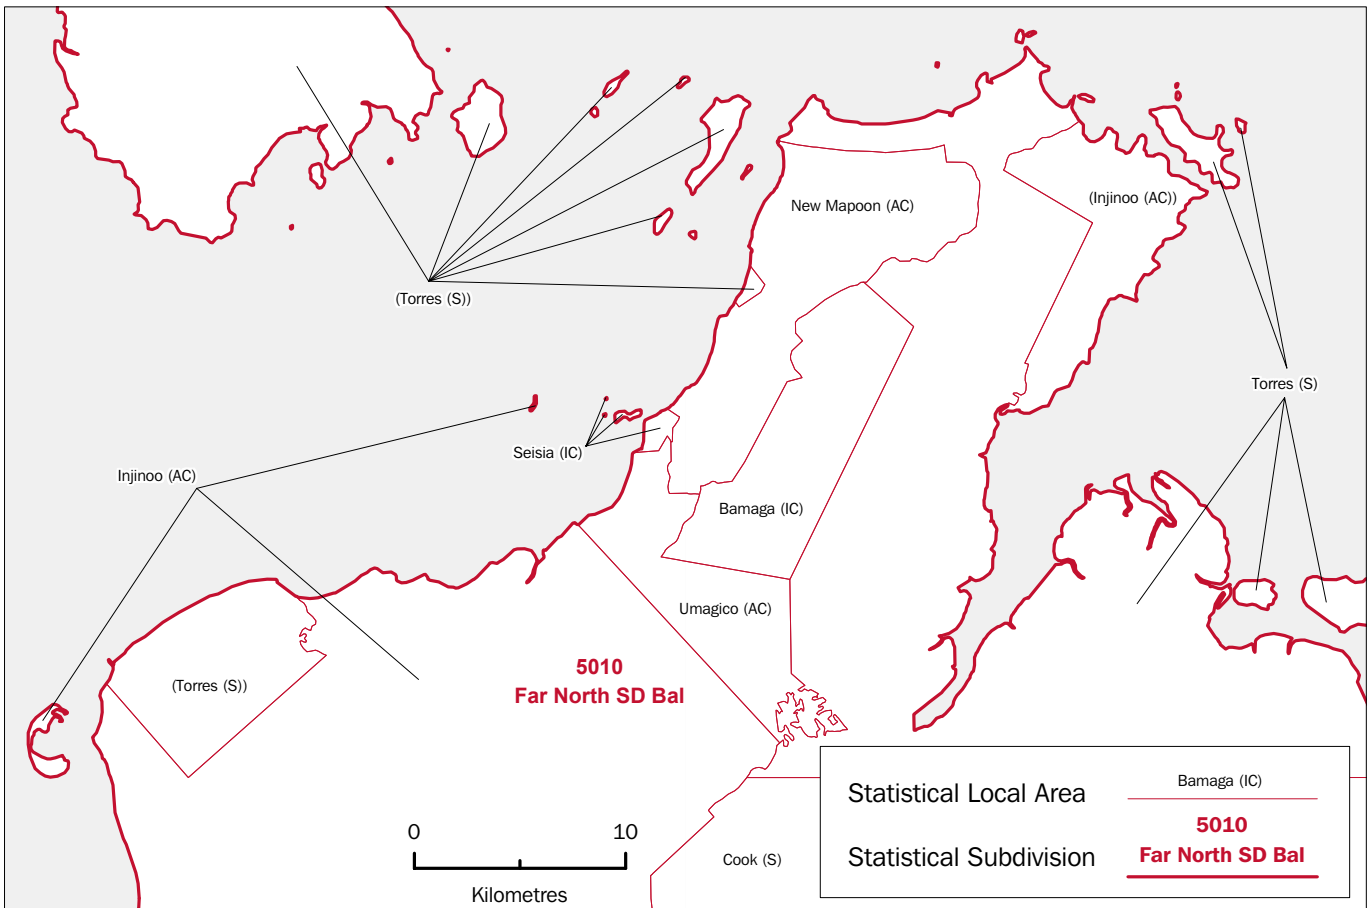 New Mapoon (AC)
(Injinoo (AC))
(Torres (S))
Torres (S)
Seisia (IC)
Injinoo (AC)
Bamaga (IC)
Umagico (AC)
5010
Far North SD Bal
(Torres (S))
Cook (S)
0 10
Kilometres
Statistical Local Area
Bamaga (IC)
Statistical Subdivision
5010
Far North SD Bal